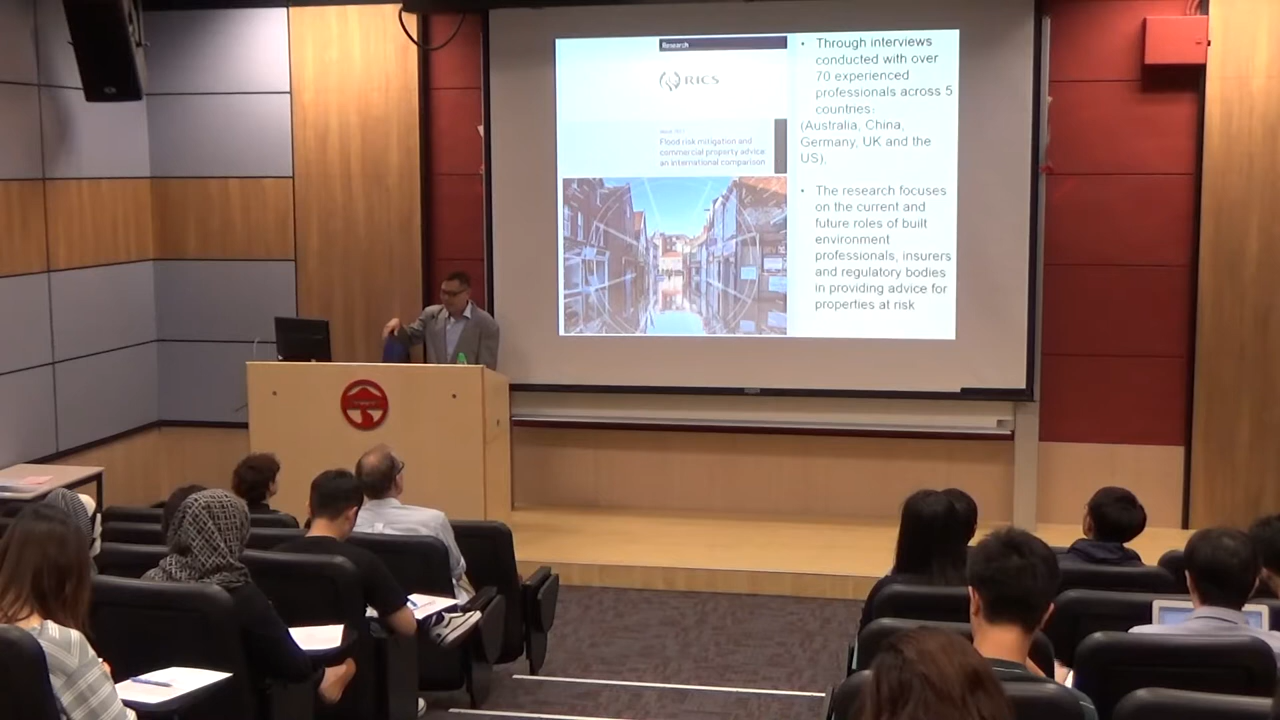 Research
RICS
Flood risk mitigation and
commercial property advice
an international comparison
• Through interviews
conducted with over
70 experienced
professionals across 5
countries:
(Australia, China,
Germany, UK and the
US).
• The research focuses
on the current and
future roles of built
environment
professionals, insurers
and regulatory bodies
in providing advice for
properties at risk